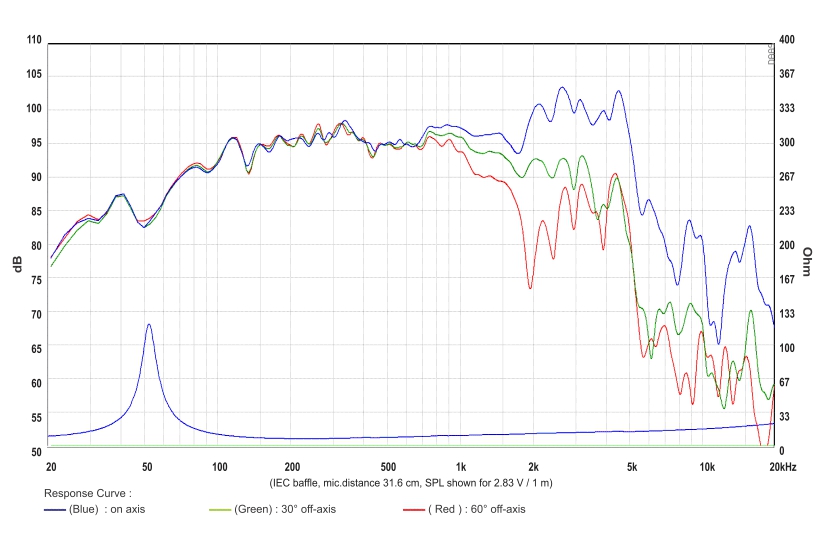 110 400
105 367
100 333
95 300
90 267
85 233
80 200
dB Ohm
75 167
70 133
65 100
60 67
55 33
50 0
20 50 100 200 500 1k 2k 5k 10k 20kHz
(IEC baffle, mic.distance 31.6 cm, SPL shown for 2.83 V / 1 m)
Response Curve :
(Blue) : on axis (Green) : 30° off-axis ( Red ) : 60° off-axis